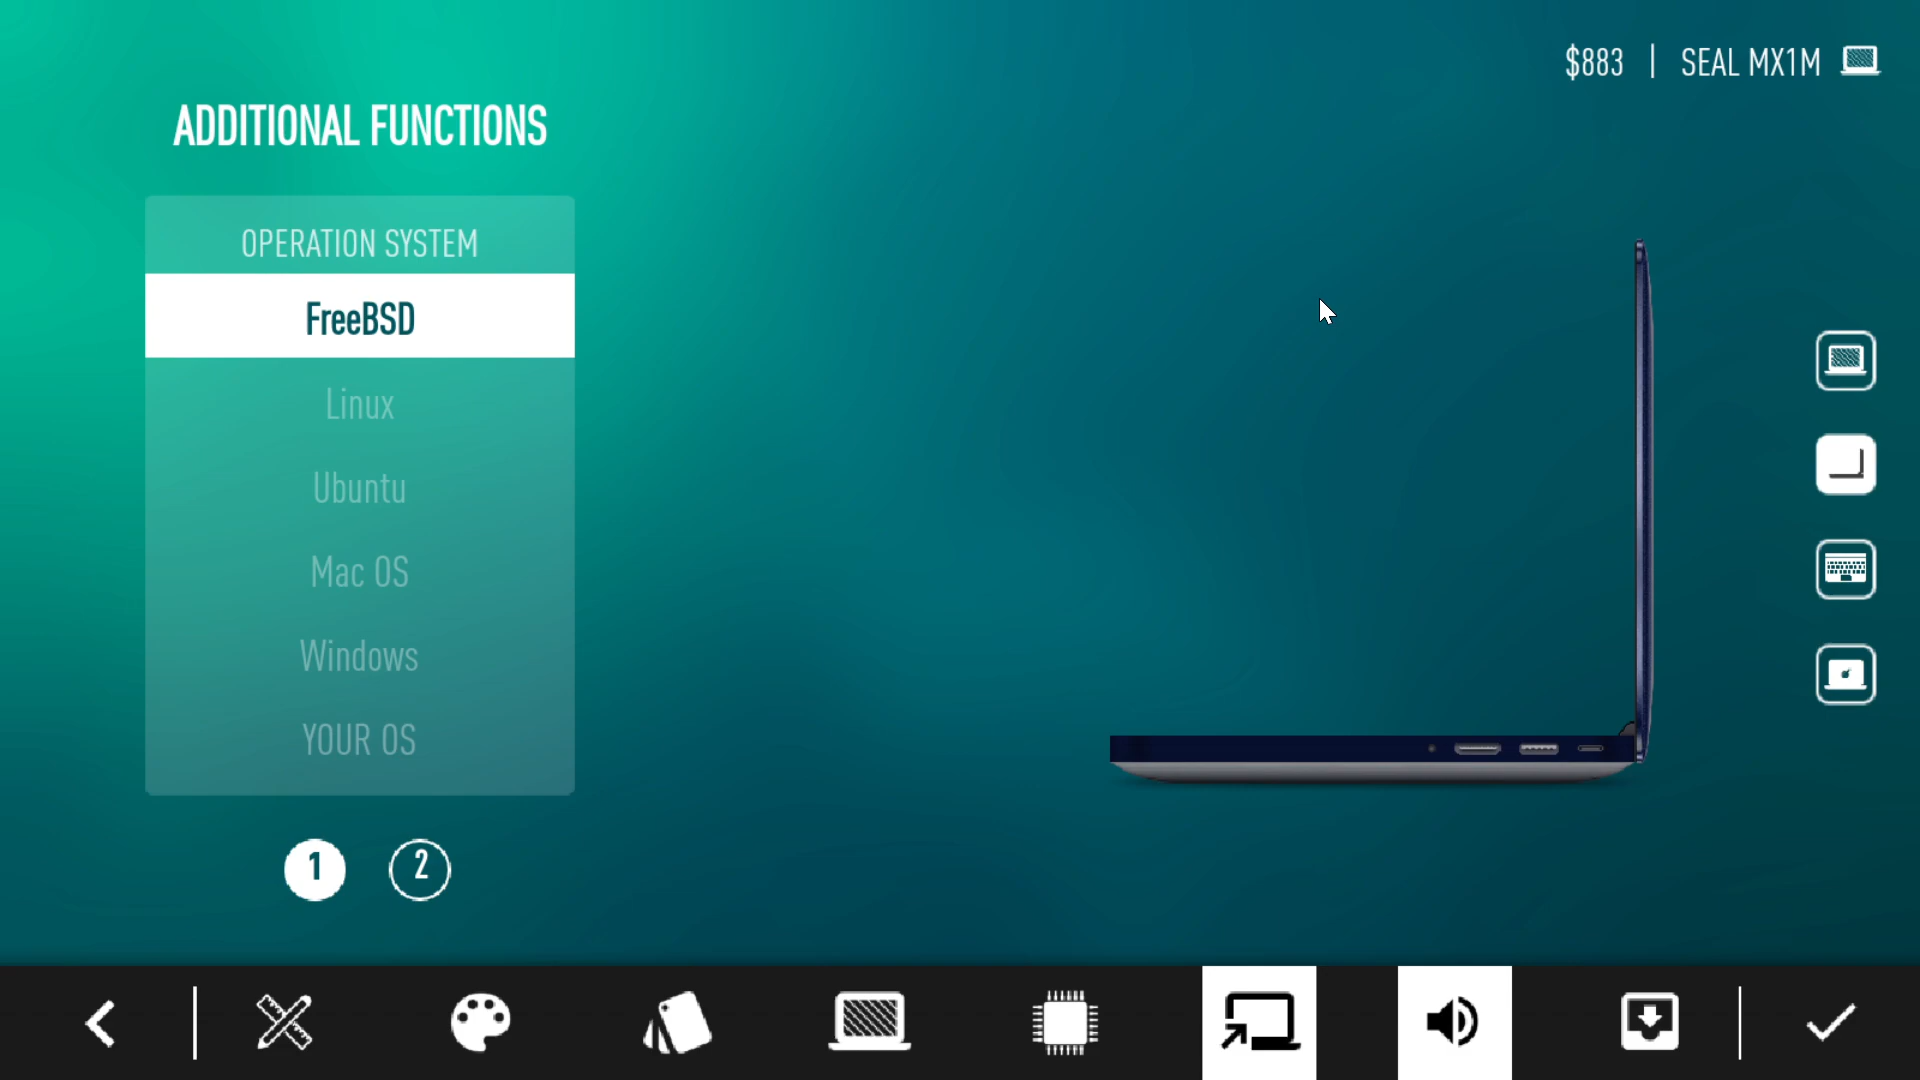 $883 | SEAL MX1M
ADDITIONAL FUNCTIONS
OPERATION SYSTEM
FreeBSD
Linux
Ubuntu
Mac OS
Windows
YOUR OS
1 2